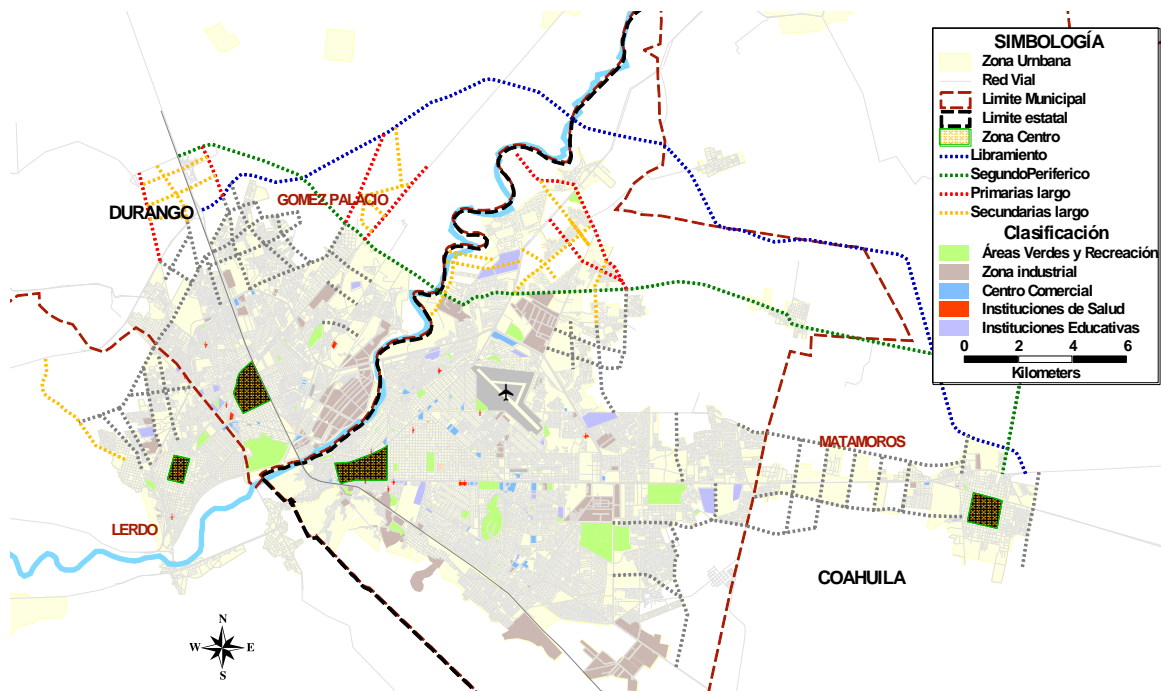 SIMBOLOGÍA
Zona Urnbana
Red Vial
Limite Municipal
Limite estatal
Zona Centro
Libramiento
SegundoPeriferico
Primarias largo
Secundarias largo
Clasificación
Áreas Verdes y Recreación
Zona industrial
Centro Comercial
Instituciones de Salud
Instituciones Educativas
0 2 4 6
Kilometers
GOMEZ PALACIO
DURANGO
MATAMOROS
LERDO
COAHUILA
N
W E
S